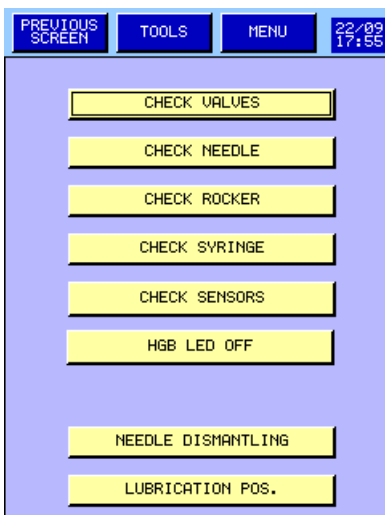 PREVIOUS
SCREEN
TOOLS
MENU
22/09
17:55
CHECK VALVES
CHECK NEEDLE
CHECK ROCKER
CHECK SYRINGE
CHECK SENSORS
HGB LED OFF
NEEDLE DISMANTLING
LUBRICATION POS.